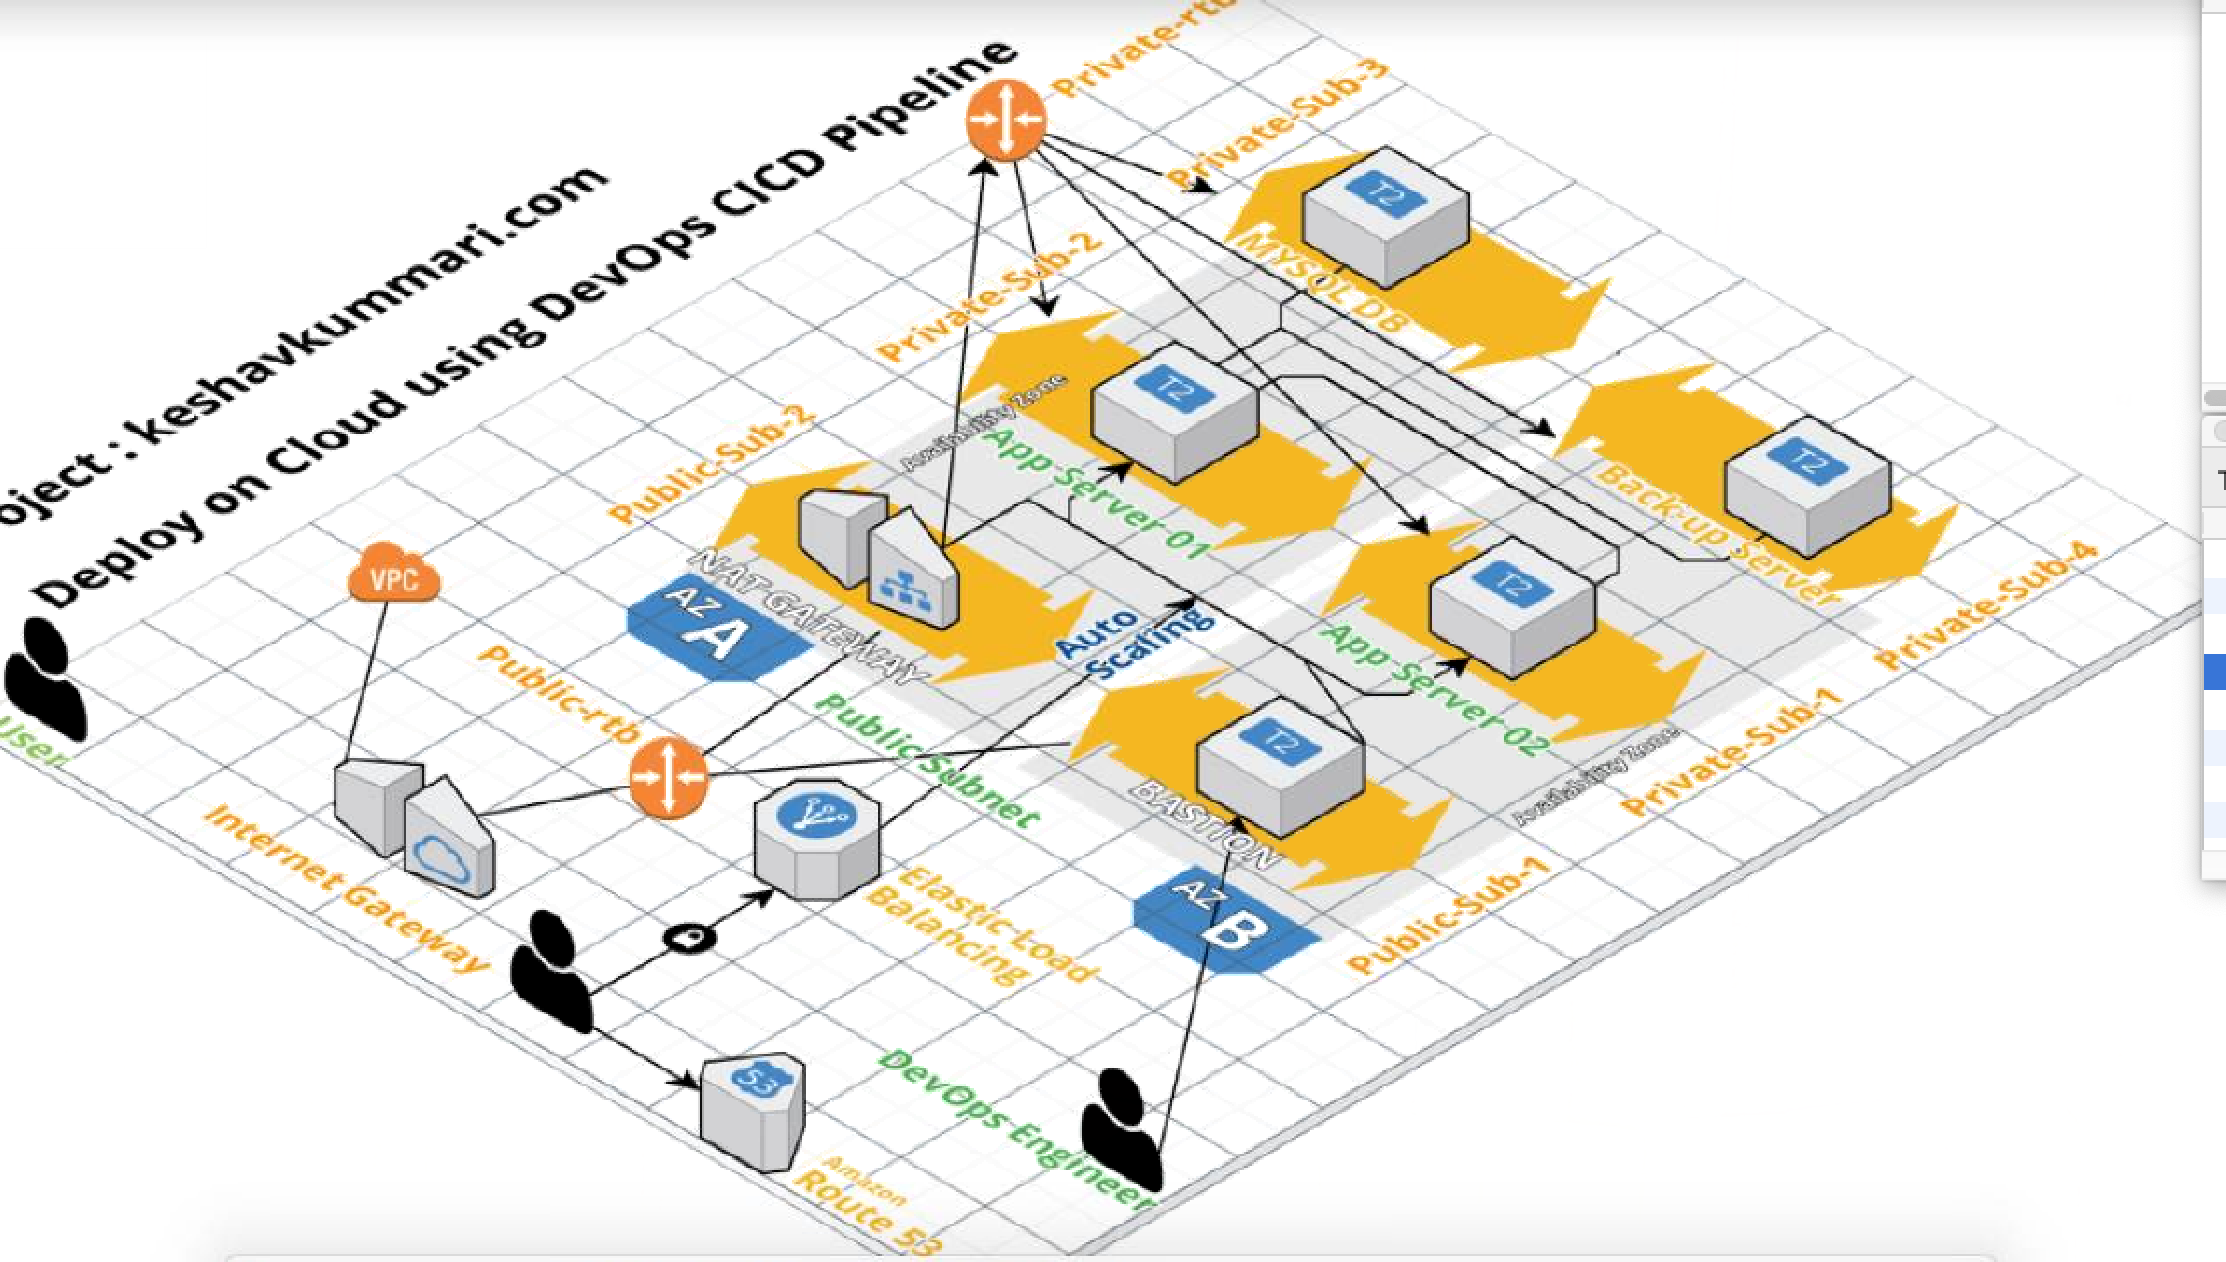 oject : keshavkummari.com
Deploy on Cloud using DevOps CICD Pipeline
Private-rtb
Private-Sub-3
T2
MYSQL DB
Private-Sub-2
T2
Availability Zone
App-Server-01
T2
Back-up Server
Private-Sub-4
Public-Sub-2
NAT GATEWAY
AZ
A
Auto
Scaling
T2
App-Server-02
Availability Zone
Private-Sub-1
VPC
User
Public-rtb
Public-Subnet
T2
BASTION
AZ
B
Public-Sub-1
Internet Gateway
Elastic Load
Balancing
53
Amazon
Route 53
DevOps Engineer
T